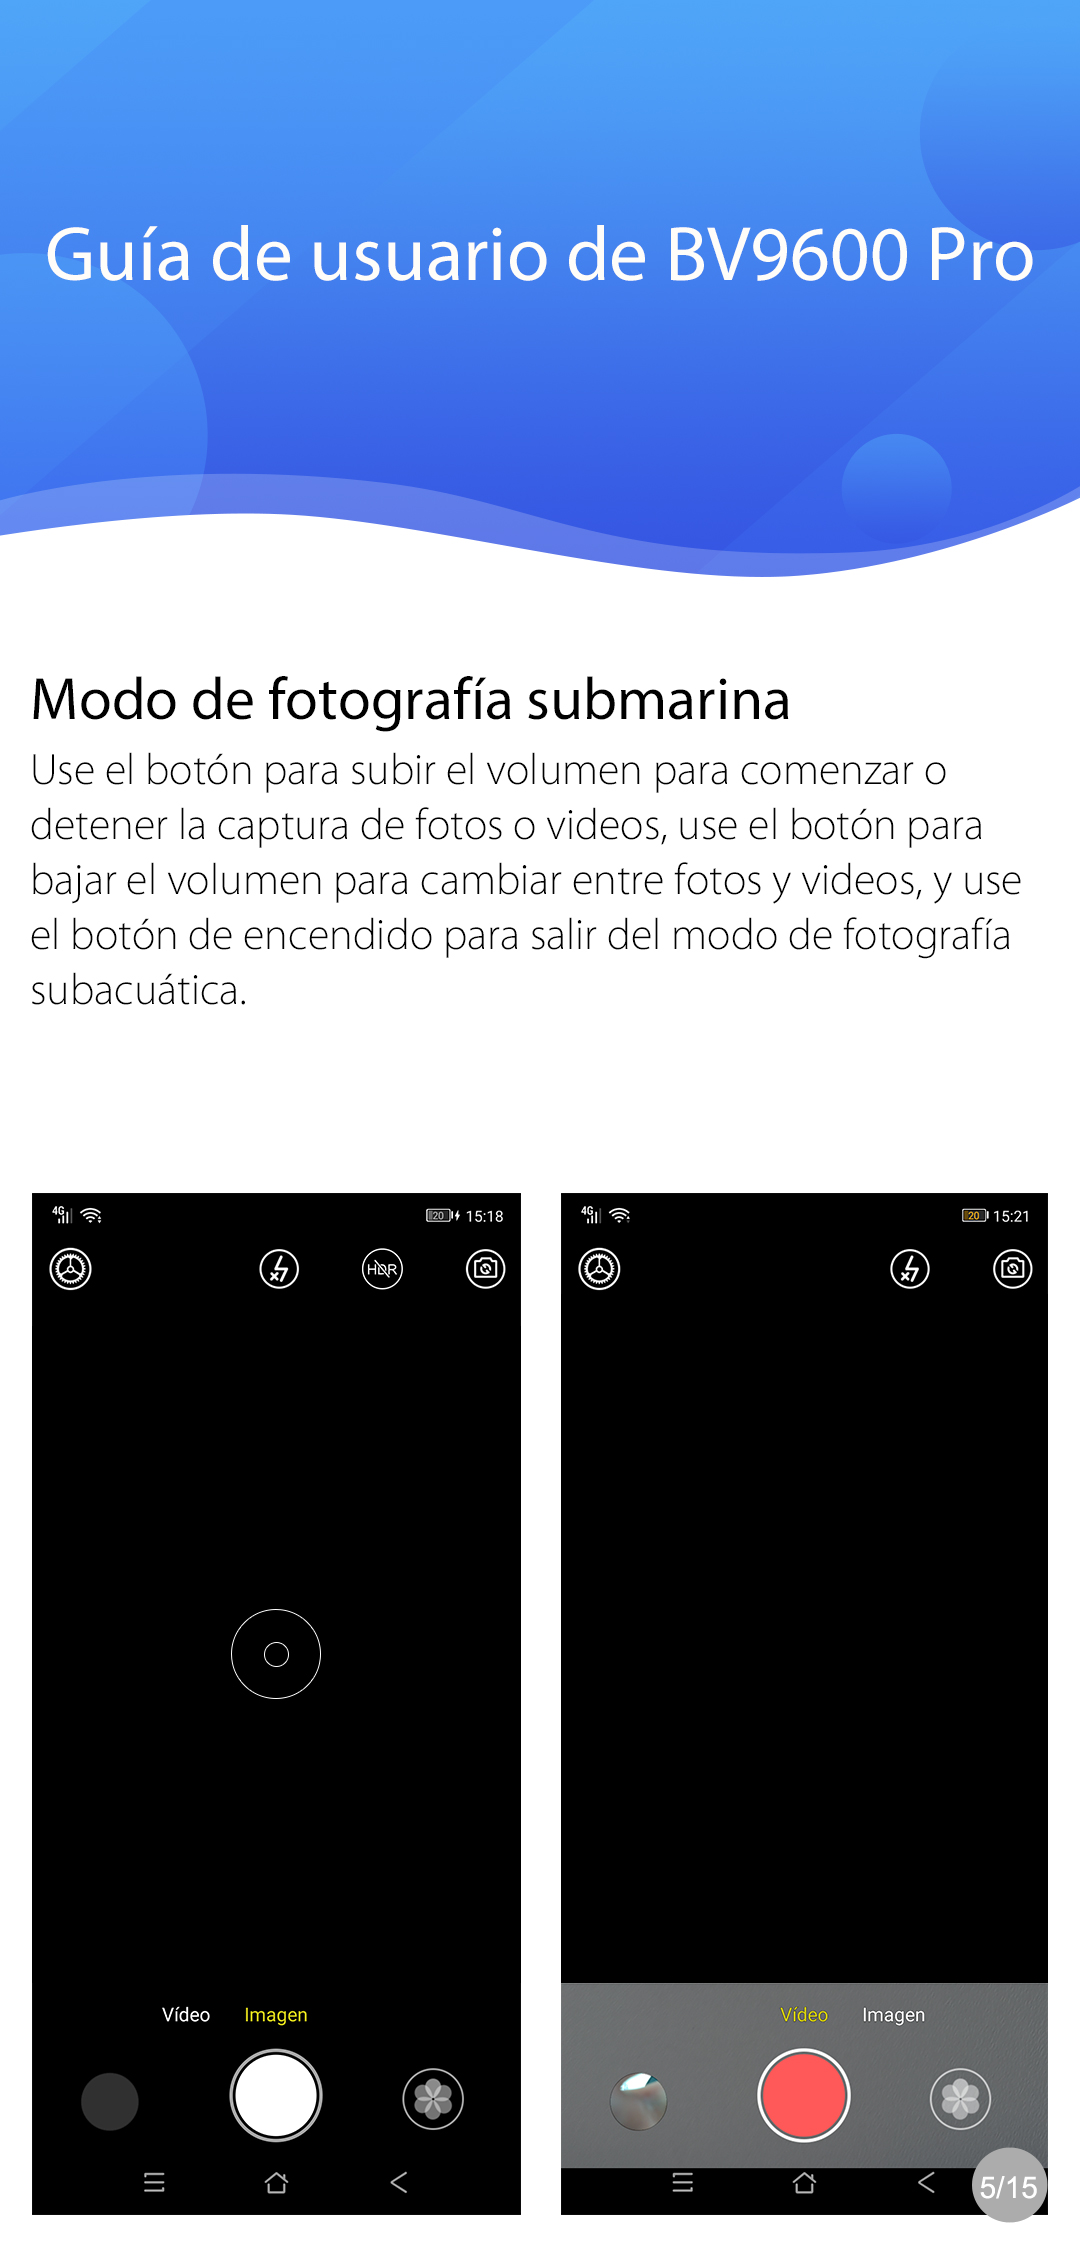 Guía de usuario de BV9600 Pro
Modo de fotografía submarina
Use el botón para subir el volumen para comenzar o
detener la captura de fotos o videos, use el botón para
bajar el volumen para cambiar entre fotos y videos, y use
el botón de encendido para salir del modo de fotografía
subacuática.
4G 20 15:18
HDR
Vídeo Imagen
4G 20 15:21
Vídeo Imagen
5/15